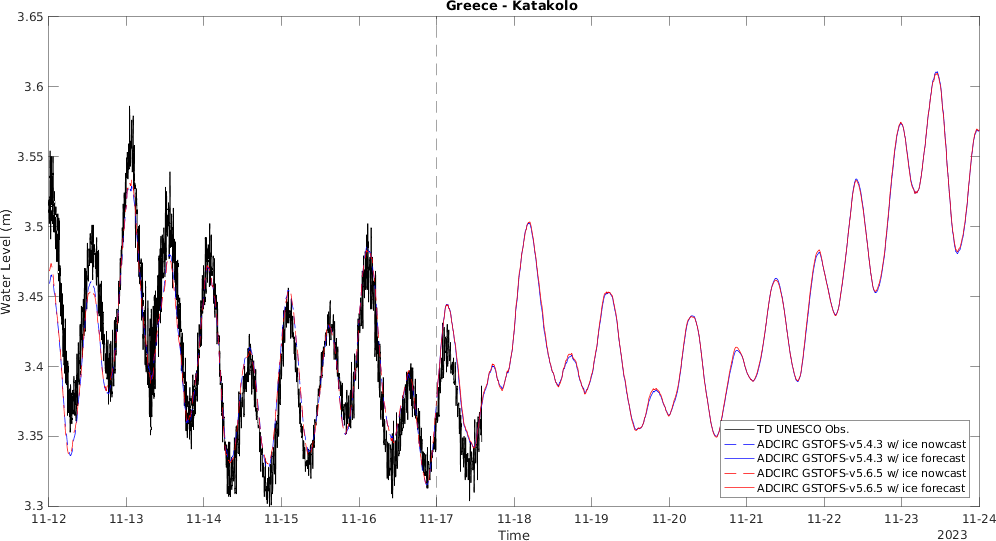 Greece - Katakolo
3.65
3.6
3.55
3.5
3.45
3.4
3.35
3.3
Water Level (m)
TD UNESCO Obs.
ADCIRC GSTOFS-v5.4.3 w/ ice nowcast
ADCIRC GSTOFS-v5.4.3 w/ ice forecast
ADCIRC GSTOFS-v5.6.5 w/ ice nowcast
ADCIRC GSTOFS-v5.6.5 w/ ice forecast
11-12 11-13 11-14 11-15 11-16 11-17 11-18 11-19 11-20 11-21 11-22 11-23 11-24
Time
2023